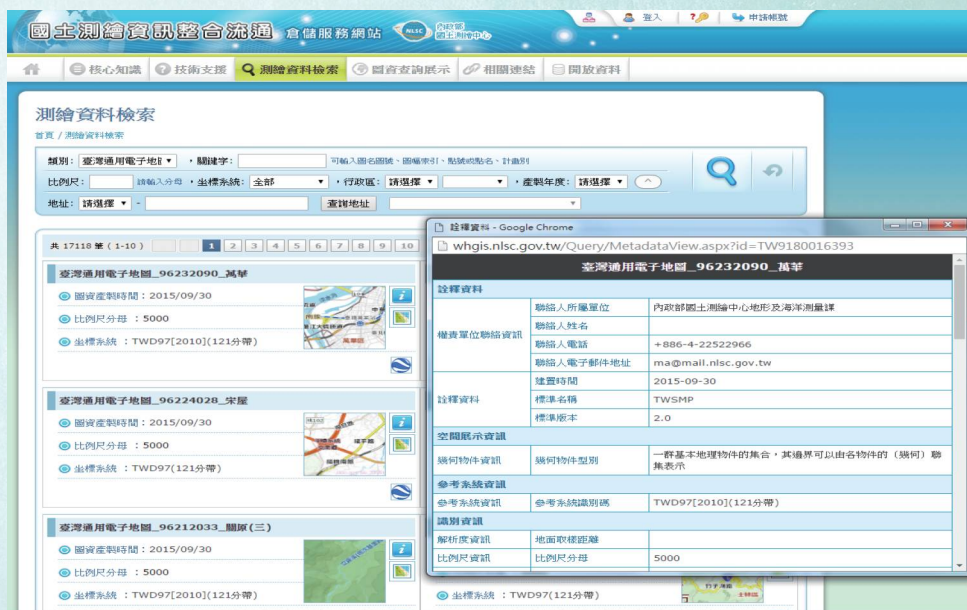 國土測繪資訊整合流通 倉儲服務網站 NLSC 內政部國土測繪中心
登入 申請帳號
核心知識 技術支援 測繪資料檢索 圖資查詢展示 相關連結 開放資料
測繪資料檢索
首頁 / 測繪資料檢索
類別: 臺灣通用電子地 ・關鍵字: 可輸入圖名圖號、圖幅索引、點號或點名、計畫別
比例尺: 請輸入分母 ・坐標系統: 全部 ・行政區: 請選擇 ・產製年度: 請選擇
地址: 請選擇 - 查詢地址
共 17118 筆 ( 1-10 ) 1 2 3 4 5 6 7 8 9 10
臺灣通用電子地圖_96232090_萬華
圖資產製時間:2015/09/30
比例尺分母 :5000
坐標系統 :TWD97[2010](121分帶)
臺灣通用電子地圖_96224028_宋屋
圖資產製時間:2015/09/30
比例尺分母 :5000
坐標系統 :TWD97(121分帶)
臺灣通用電子地圖_96212033_關原(三)
圖資產製時間:2015/09/30
比例尺分母 :5000
坐標系統 :TWD97[2010](121分帶)
坐標系統 :TWD97(121分帶)
詮釋資料 - Google Chrome
whgis.nlsc.gov.tw/Query/MetadataView.aspx?id=TW9180016393
臺灣通用電子地圖_96232090_萬華
詮釋資料
權責單位聯絡資訊 聯絡人所屬單位 內政部國土測繪中心地形及海洋測量課
聯絡人姓名
聯絡人電話 +886-4-22522966
聯絡人電子郵件地址 ma@mail.nlsc.gov.tw
詮釋資料 建置時間 2015-09-30
標準名稱 TWSMP
標準版本 2.0
空間展示資訊
幾何物件資訊 幾何物件型別 一群基本地理物件的集合,其邊界可以由各物件的 (幾何) 聯
集表示
參考系統資訊
參考系統資訊 參考系統識別碼 TWD97[2010](121分帶)
識別資訊
解析度資訊 地面取樣距離
比例尺資訊 比例尺分母 5000